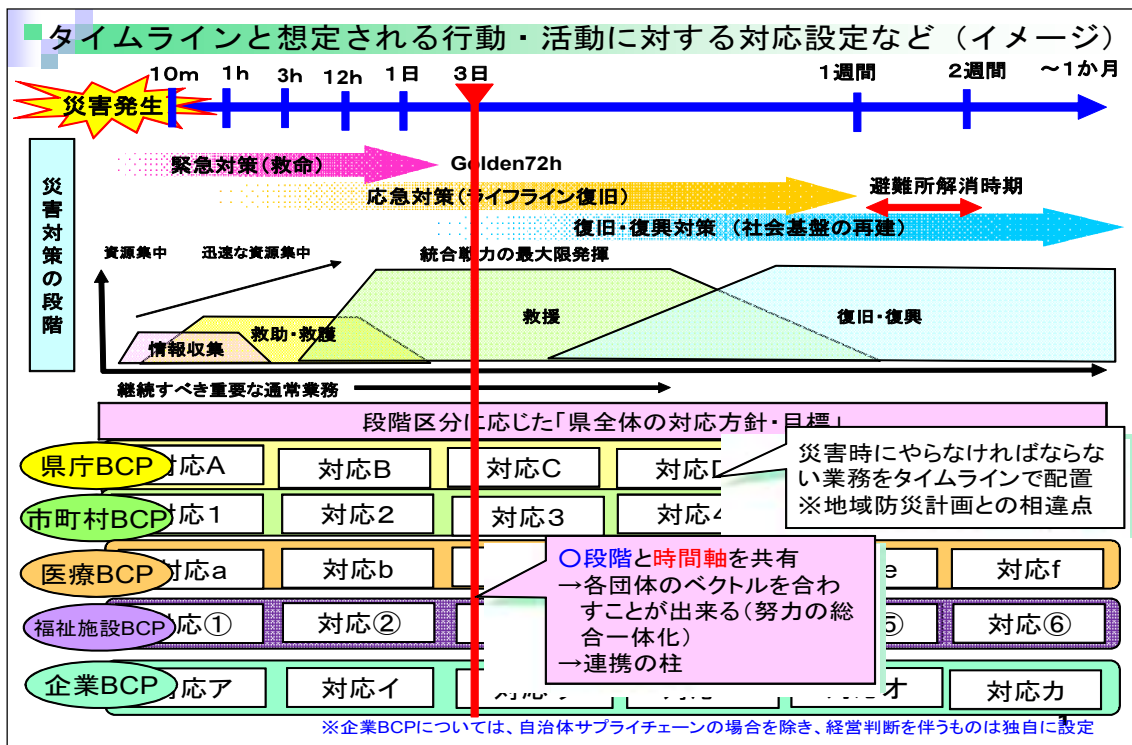 タイムラインと想定される行動・活動に対する対応設定など（イメージ）
10m 1h 3h 12h 1日 3日 1週間 2週間 ～1か月
災害発生
災害対策の段階
緊急対策（救命）
Golden72h
応急対策（ライフライン復旧）
避難所解消時期
復旧・復興対策 （社会基盤の再建）
資源集中
迅速な資源集中
統合戦力の最大限発揮
情報収集
救助・救護
救援
復旧・復興
継続すべき重要な通常業務
段階区分に応じた「県全体の対応方針・目標」
県庁BCP 対応A 対応B 対応C 対応D
災害時にやらなければならな
い業務をタイムラインで配置
※地域防災計画との相違点
市町村BCP 対応1 対応2 対応3 対応4
医療BCP 対応a 対応b e 対応f
〇段階と時間軸を共有
→各団体のベクトルを合わ
すことが出来る（努力の総
合一体化）
→連携の柱
福祉施設BCP 対応① 対応② ⑤ 対応⑥
企業BCP 対応ア 対応イ 対応オ 対応カ
※企業BCPについては、自治体サプライチェーンの場合を除き、経営判断を伴うものは独自に設定
1